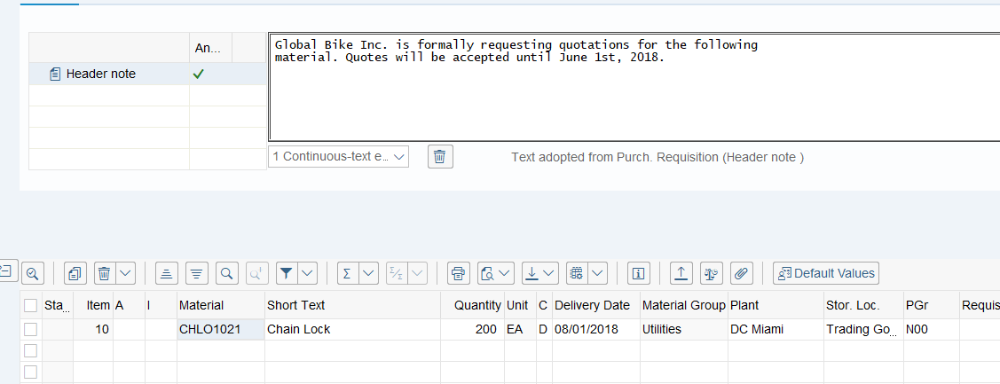 An...
Global Bike Inc. is formally requesting quotations for the following
material. Quotes will be accepted until June 1st, 2018.
Header note
1 Continuous-text e...
Text adopted from Purch. Requisition (Header note )
Default Values
Sta... Item A I Material Short Text Quantity Unit C Delivery Date Material Group Plant Stor. Loc. PGr Requis
10 CHLO1021 Chain Lock 200 EA D 08/01/2018 Utilities DC Miami Trading Go... N00